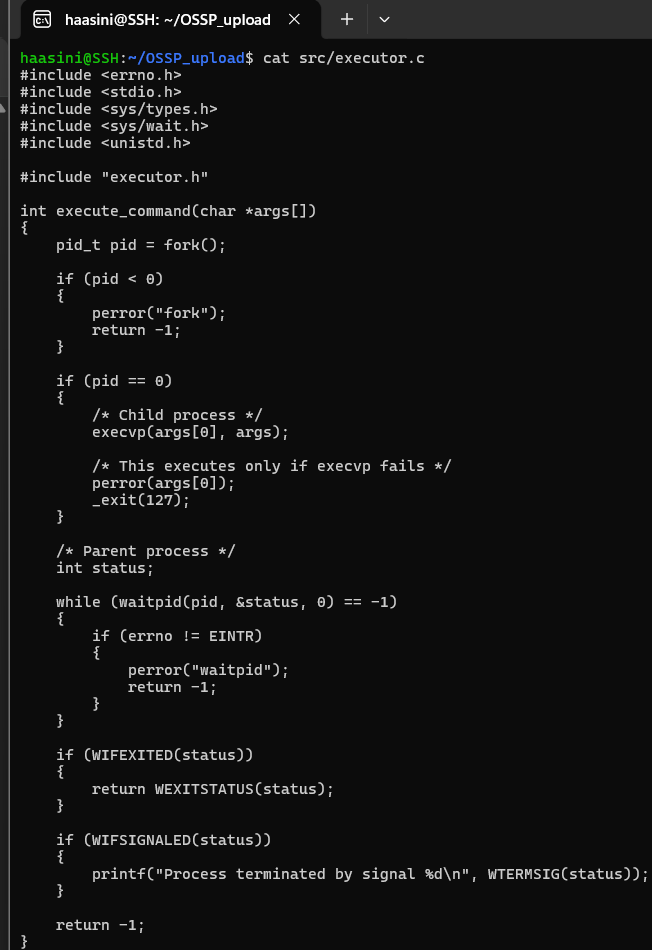 haasini@SSH: ~/OSSP_upload
haasini@SSH:~/OSSP_upload$ cat src/executor.c
#include <errno.h>
#include <stdio.h>
#include <sys/types.h>
#include <sys/wait.h>
#include <unistd.h>

#include "executor.h"

int execute_command(char *args[])
{
    pid_t pid = fork();

    if (pid < 0)
    {
        perror("fork");
        return -1;
    }

    if (pid == 0)
    {
        /* Child process */
        execvp(args[0], args);

        /* This executes only if execvp fails */
        perror(args[0]);
        _exit(127);
    }

    /* Parent process */
    int status;

    while (waitpid(pid, &status, 0) == -1)
    {
        if (errno != EINTR)
        {
            perror("waitpid");
            return -1;
        }
    }

    if (WIFEXITED(status))
    {
        return WEXITSTATUS(status);
    }

    if (WIFSIGNALED(status))
    {
        printf("Process terminated by signal %d\n", WTERMSIG(status));
    }

    return -1;
}